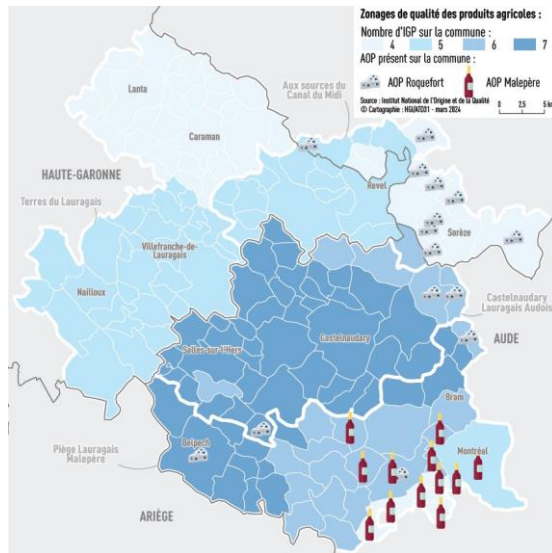 Zonages de qualité des produits agricoles :
Nombre d'IGP sur la commune :
4 5 6 7
AOP présent sur la commune :
AOP Roquefort AOP Malepère
Source : Institut National de l'Origine et de la Qualité
© Cartographie : HGI/ATD31 - mars 2024
0 2.5 5
Lanta
Aux sources du
Canal du Midi
Caraman
HAUTE-GARONNE
Revel
Terres du Lauragais
Sorèze
Villefranche-de-
Lauragais
Nailloux
Castelnaudary
Lauragais Audois
Castelnaudary
AUDE
Salles-sur-l'Hers
Bram
Belpech
Montréal
Piège Lauragais
Malepère
ARIÈGE